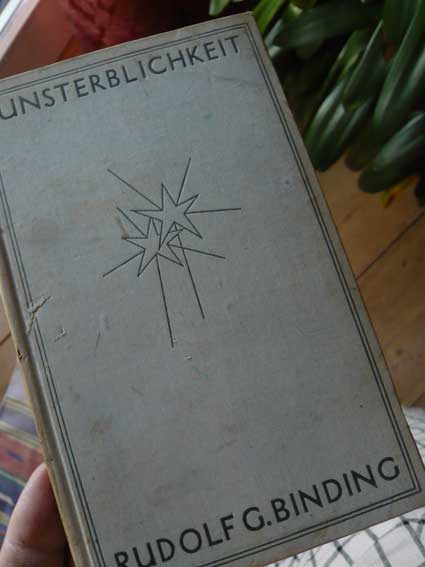 UNSTERBLICHKEIT
RUDOLF G. BINDING